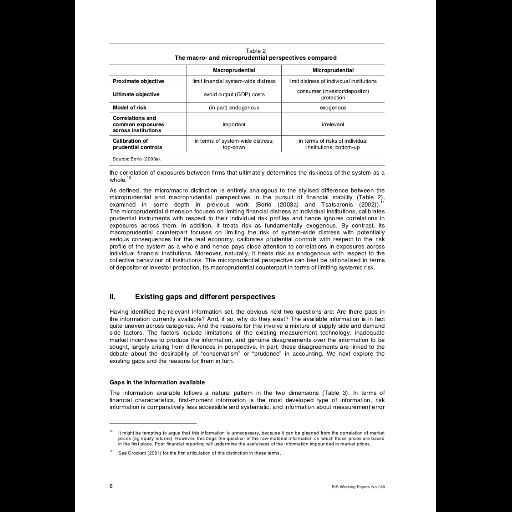 Table 2
The macro- and microprudential perspectives compared
Macroprudential Microprudential
Proximate objective limit financial system-wide distress limit distress of individual institutions
Ultimate objective avoid output (GDP) costs consumer (investor/depositor)
protection
Model of risk (in part) endogenous exogenous
Correlations and
common exposures
across institutions important irrelevant
Calibration of
prudential controls in terms of system-wide distress;
top-down in terms of risks of individual
institutions; bottom-up
Source: Borio (2003a).
the correlation of exposures between firms that ultimately determines the riskiness of the system as a
whole.10
As defined, the micro/macro distinction is entirely analogous to the stylised difference between the
microprudential and macroprudential perspectives in the pursuit of financial stability (Table 2),
examined in some depth in previous work [Borio (2003a) and Tsatsaronis (2002)].11
The microprudential dimension focuses on limiting financial distress at individual institutions, calibrates
prudential instruments with respect to their individual risk profiles and hence ignores correlations in
exposures across them. In addition, it treats risk as fundamentally exogenous. By contrast, its
macroprudential counterpart focuses on limiting the risk of system-wide distress with potentially
serious consequences for the real economy, calibrates prudential controls with respect to the risk
profile of the system as a whole and hence pays close attention to correlations in exposures across
individual financial institutions. Moreover, naturally, it treats risk as endogenous with respect to the
collective behaviour of institutions. The microprudential perspective can best be rationalised in terms
of depositor or investor protection, its macroprudential counterpart in terms of limiting systemic risk.
II. Existing gaps and different perspectives
Having identified the relevant information set, the obvious next two questions are: Are there gaps in
the information currently available? And, if so, why do they exist? The available information is in fact
quite uneven across categories. And the reasons for this involve a mixture of supply side and demand
side factors. The factors include limitations of the existing measurement technology, inadequate
market incentives to produce the information, and genuine disagreements over the information to be
sought, largely arising from differences in perspective. In part, these disagreements are linked to the
debate about the desirability of "conservatism" or "prudence" in accounting. We next explore the
existing gaps and the reasons for them in turn.
Gaps in the information available
The information available follows a natural pattern in the two dimensions (Table 3). In terms of
financial characteristics, first-moment information is the most developed type of information, risk
information is comparatively less accessible and systematic, and information about measurement error
10 It might be tempting to argue that this information is unnecessary, because it can be gleaned from the correlation of market
prices (eg equity returns). However, this begs the question of the raw-material information on which those prices are based
in the first place. Poor financial reporting will undermine the usefulness of the information impounded in market prices.
11 See Crockett (2001) for the first articulation of this distinction in these terms.
6 BIS Working Papers No 180